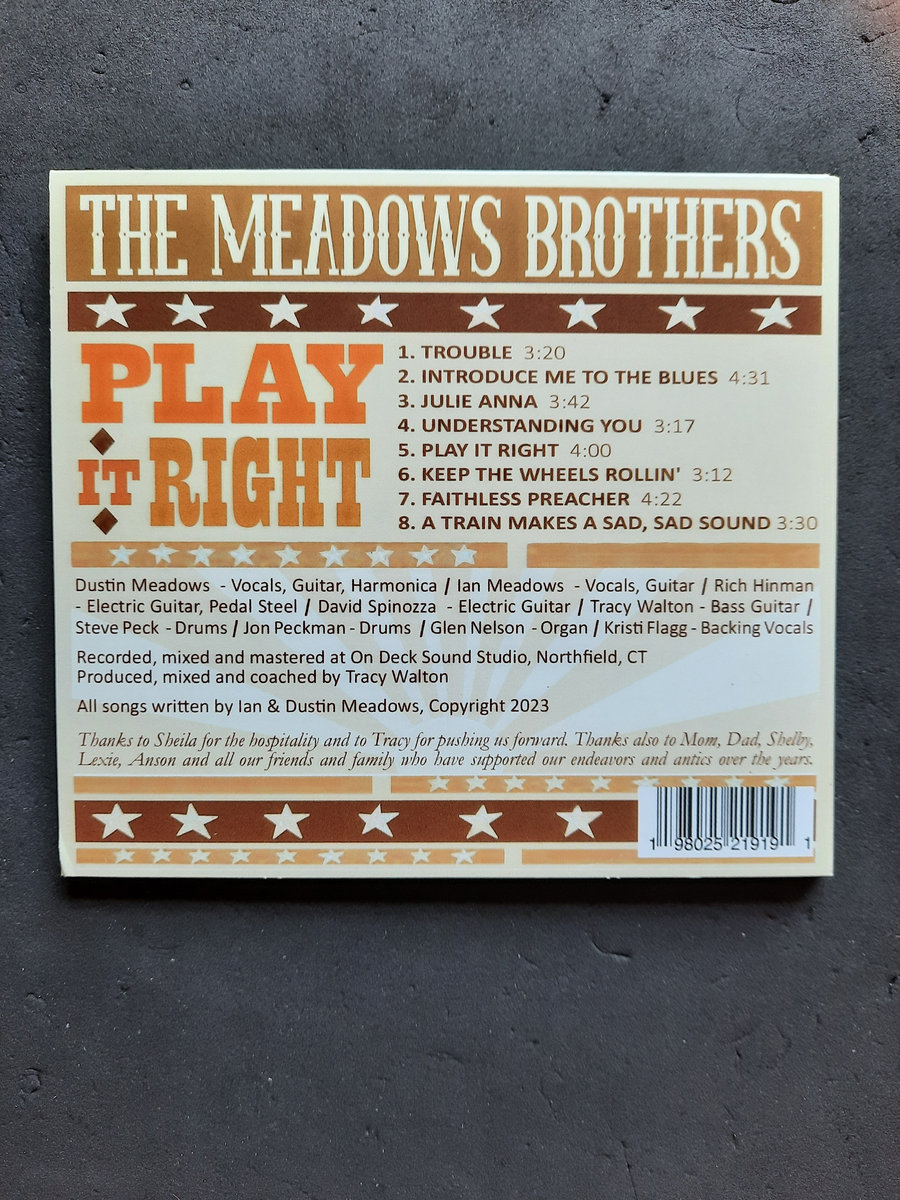 THE MEADOWS BROTHERS
PLAY
IT RIGHT
1. TROUBLE 3:20
2. INTRODUCE ME TO THE BLUES 4:31
3. JULIE ANNA 3:42
4. UNDERSTANDING YOU 3:17
5. PLAY IT RIGHT 4:00
6. KEEP THE WHEELS ROLLIN' 3:12
7. FAITHLESS PREACHER 4:22
8. A TRAIN MAKES A SAD, SAD SOUND 3:30
Dustin Meadows - Vocals, Guitar, Harmonica / Ian Meadows - Vocals, Guitar / Rich Hinman
- Electric Guitar, Pedal Steel / David Spinozza - Electric Guitar / Tracy Walton - Bass Guitar /
Steve Peck - Drums / Jon Peckman - Drums / Glen Nelson - Organ / Kristi Flagg - Backing Vocals
Recorded, mixed and mastered at On Deck Sound Studio, Northfield, CT
Produced, mixed and coached by Tracy Walton
All songs written by Ian & Dustin Meadows, Copyright 2023
Thanks to Sheila for the hospitality and to Tracy for pushing us forward. Thanks also to Mom, Dad, Shelby,
Lexie, Anson and all our friends and family who have supported our endeavors and antics over the years.
1 98025 21919 1